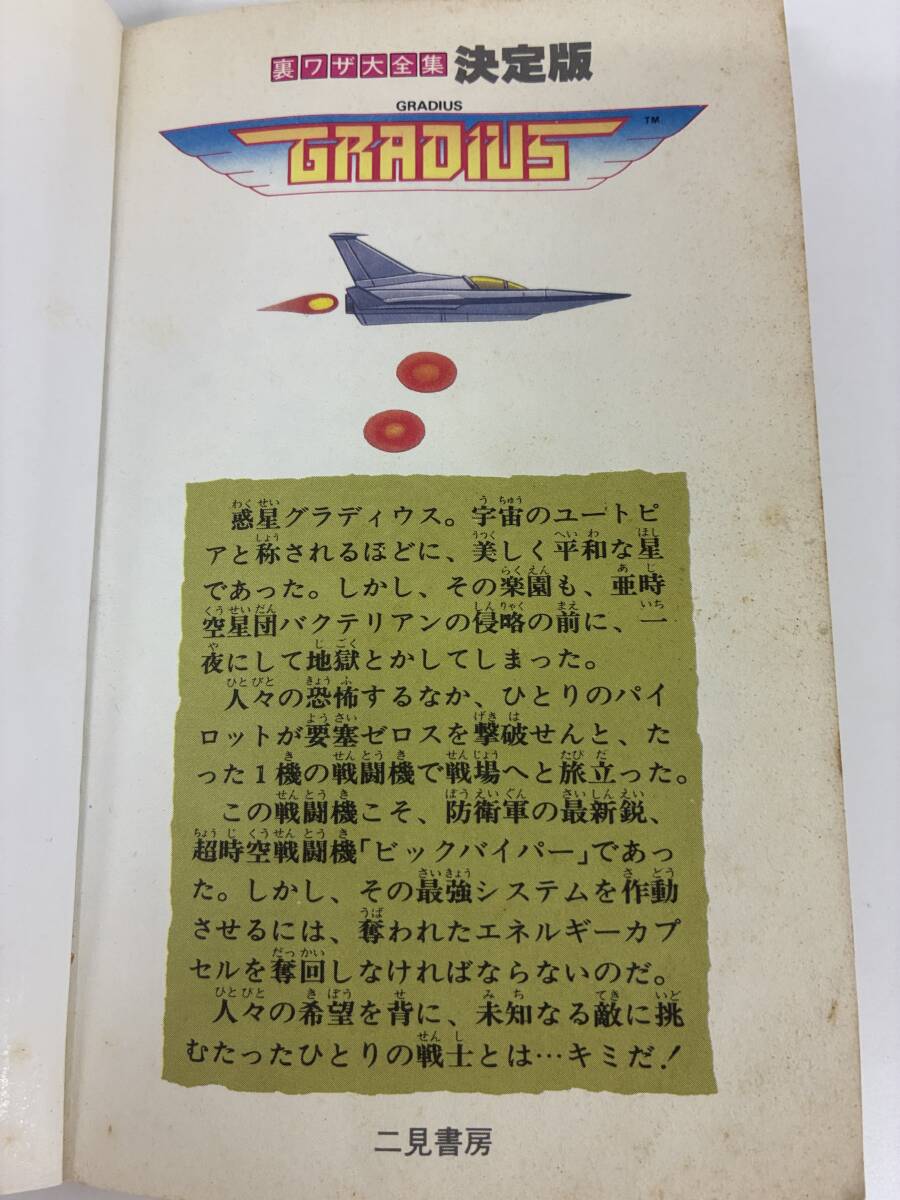 裏ワザ大全集 決定版
GRADIUS
GRADIUS TM
惑星グラディウス。宇宙のユートピ
アと称されるほどに、美しく平和な星
であった。しかし、その楽園も、亜時
空星団バクテリアンの侵略の前に、一
夜にして地獄とかしてしまった。
人々の恐怖するなか、ひとりのパイ
ロットが要塞ゼロスを撃破せんと、た
った1機の戦闘機で戦場へと旅立った。
この戦闘機こそ、防衛軍の最新鋭、
超時空戦闘機「ビックバイパー」であっ
た。しかし、その最強システムを作動
させるには、奪われたエネルギーカプ
セルを奪回しなければならないのだ。
人々の希望を背に、未知なる敵に挑
むたったひとりの戦士とは…キミだ!
二見書房